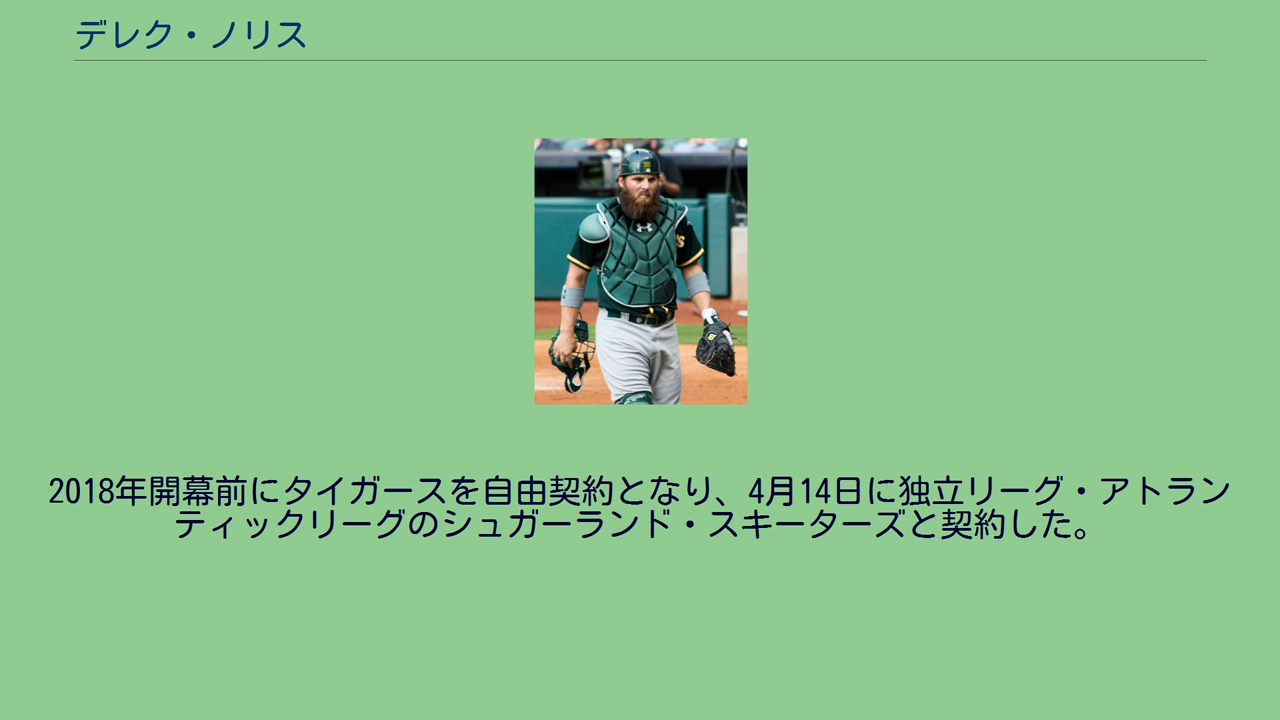 デレク・ノリス
2018年開幕前にタイガースを自由契約となり、4月14日に独立リーグ・アトラン
ティックリーグのシュガーランド・スキーターズと契約した。